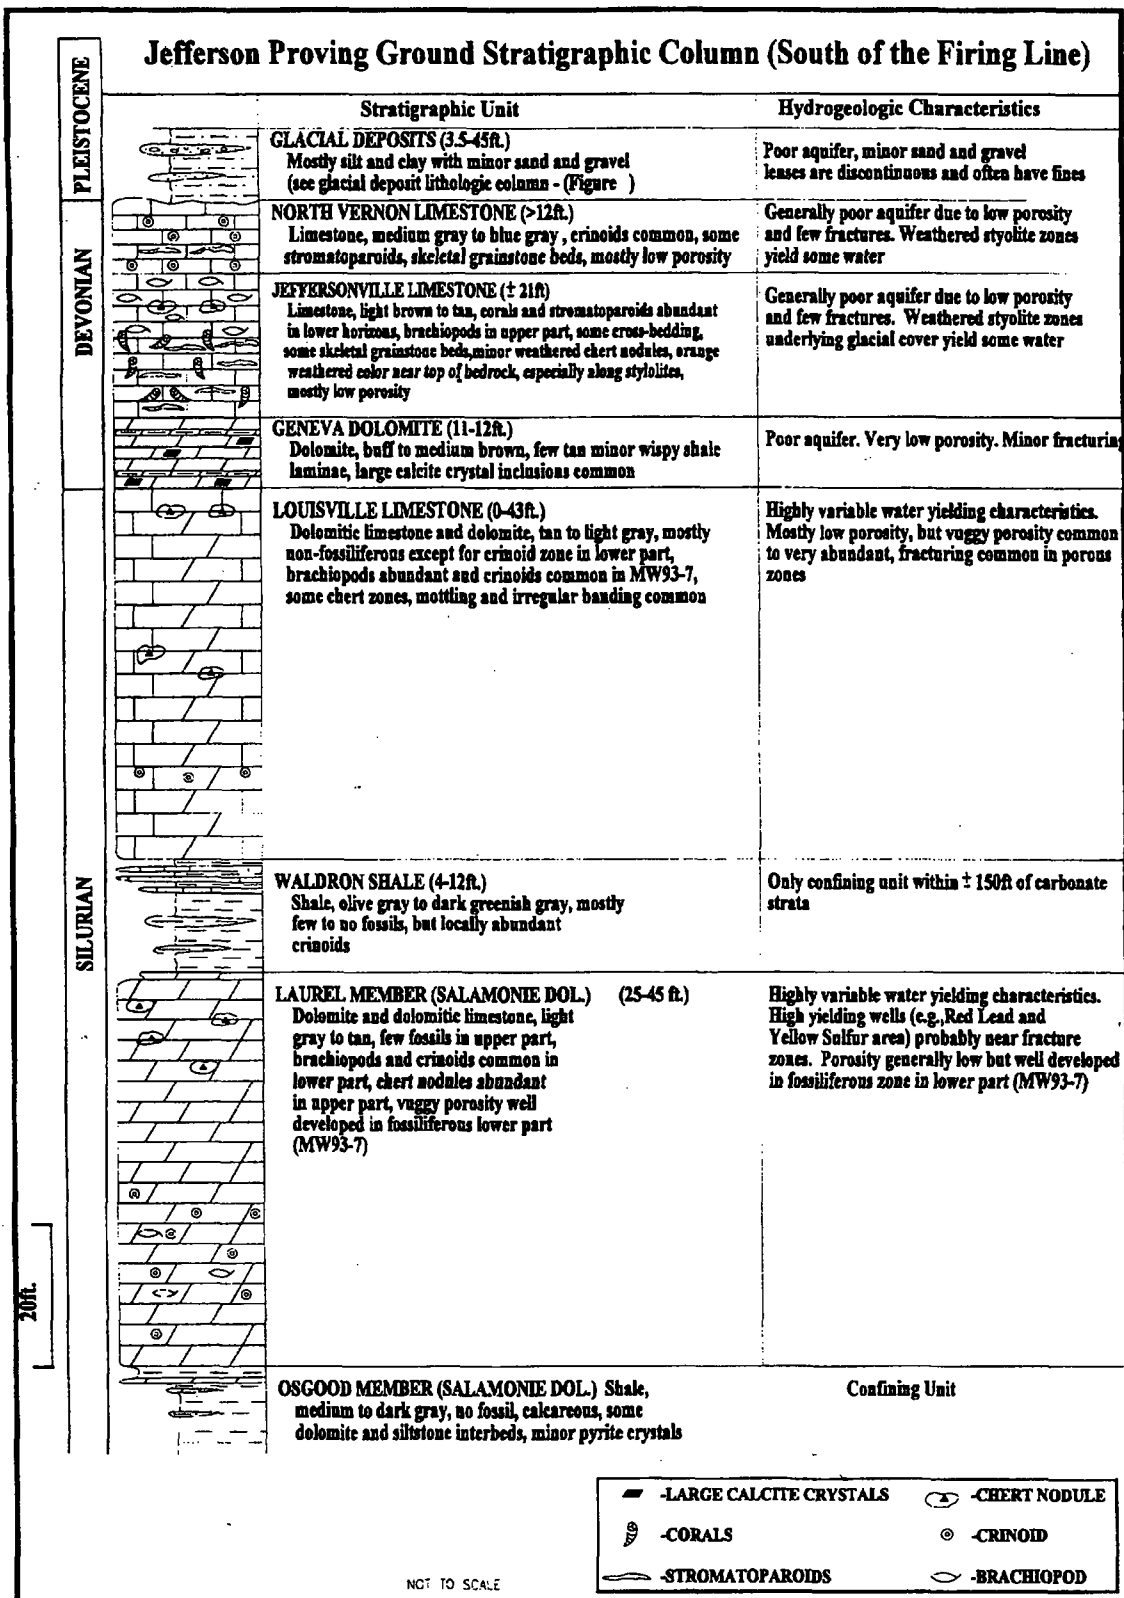 Jefferson Proving Ground Stratigraphic Column (South of the Firing Line)
Stratigraphic Unit
Hydrogeologic Characteristics
PLEISTOCENE
GLACIAL DEPOSITS (3.5-45ft.)
Mostly silt and clay with minor sand and gravel
(see glacial deposit lithologic column - (Figure )
Poor aquifer, minor sand and gravel
leases are discontinous and often have fines
DEVONIAN
NORTH VERNON LIMESTONE (>12ft.)
Limestone, medium gray to blue gray , crinoids common, some
stromatoparoids, skeletal grainstone beds, mostly low porosity
Generally poor aquifer due to low porosity
and few fractures. Weathered styolite zones
yield some water
JEFFERSONVILLE LIMESTONE (± 21ft)
Limestone, light brown to tan, corals and stromatoparoids abundant
in lower horizons, brachiopods in upper part, some cross-bedding,
some skeletal grainstone beds,minor weathered chert nodules, orange
weathered color near top of bedrock, especially along stylolites,
mostly low porosity
Generally poor aquifer due to low porosity
and few fractures. Weathered styolite zones
underlying glacial cover yield some water
GENEVA DOLOMITE (11-12ft.)
Dolomite, buff to medium brown, few tan minor wispy shale
laminae, large calcite crystal inclusions common
Poor aquifer. Very low porosity. Minor fracturing
SILURIAN
LOUISVILLE LIMESTONE (0-43ft.)
Dolomitic limestone and dolomite, tan to light gray, mostly
non-fossiliferous except for crinoid zone in lower part,
brachiopods abundant and crinoids common in MW93-7,
some chert zones, mottling and irregular banding common
Highly variable water yielding characteristics.
Mostly low porosity, but vuggy porosity common
to very abundant, fracturing common in porous
zones
WALDRON SHALE (4-12ft.)
Shale, olive gray to dark greenish gray, mostly
few to no fossils, but locally abundant
crinoids
Only confining unit within ± 150ft of carbonate
strata
LAUREL MEMBER (SALAMONIE DOL.) (25-45 ft.)
Dolomite and dolomitic limestone, light
gray to tan, few fossils in upper part,
brachiopods and crinoids common in
lower part, chert nodules abundant
in upper part, vuggy porosity well
developed in fossiliferous lower part
(MW93-7)
Highly variable water yielding characteristics.
High yielding wells (e.g.,Red Lead and
Yellow Sulfur area) probably near fracture
zones. Porosity generally low but well developed
in fossiliferous zone in lower part (MW93-7)
20ft.
OSGOOD MEMBER (SALAMONIE DOL.) Shale,
medium to dark gray, no fossil, calcareous, some
dolomite and siltstone interbeds, minor pyrite crystals
Confining Unit
-LARGE CALCITE CRYSTALS
-CHERT NODULE
-CORALS
-CRINOID
-STROMATOPAROIDS
-BRACHIOPOD
NOT TO SCALE